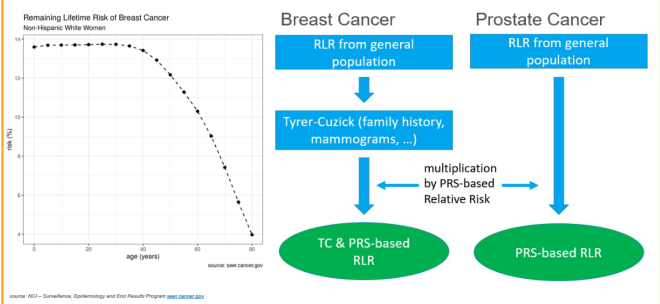 Remaining Lifetime Risk of Breast Cancer
Non-Hispanic White Women
14
12
10
8
6
4
risk (%)
0
20
40
60
80
age (years)
source: seer.cancer.gov
Breast Cancer
RLR from general
population
Tyrer-Cuzick (family history,
mammograms, ...)
multiplication
by PRS-based
Relative Risk
TC & PRS-based
RLR
Prostate Cancer
RLR from general
population
PRS-based RLR
source: NCI – Surveillance, Epidemiology and End Results Program seer.cancer.gov